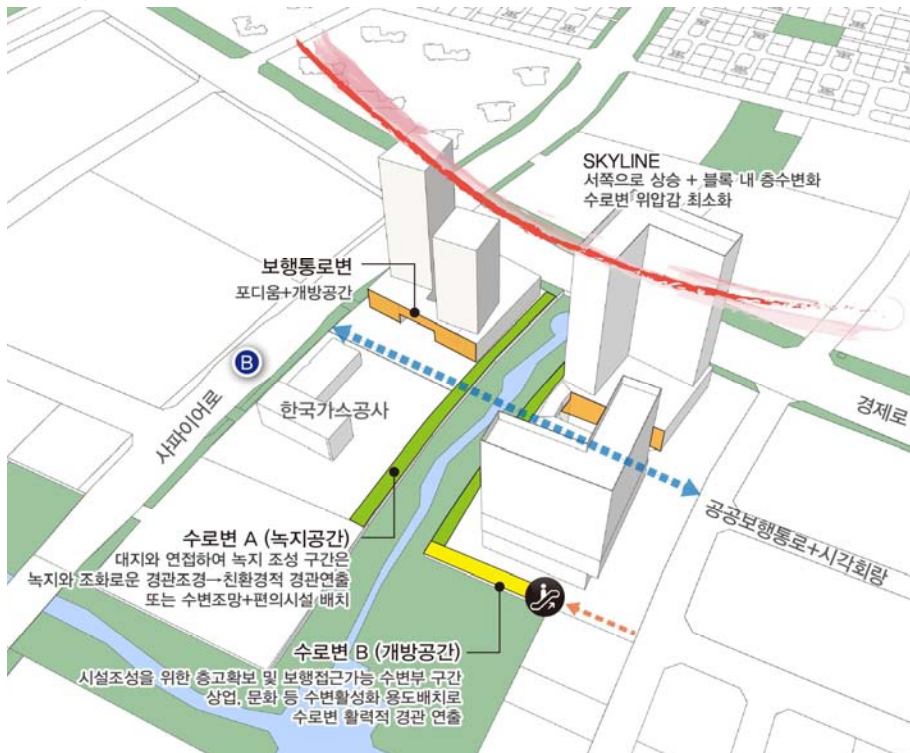 SKYLINE
서쪽으로 상승 + 블록 내 층수변화
수로변 위압감 최소화
보행통로변
포디움+개방공간
B
사파이어로
한국가스공사
경제로
공공보행통로+시각회랑
수로변 A (녹지공간)
대지와 연접하여 녹지 조성 구간은
녹지와 조화로운 경관조경→친환경적 경관연출
또는 수변조망+편의시설 배치
수로변 B (개방공간)
시설조성을 위한 층고확보 및 보행접근가능 수변부 구간
상업, 문화 등 수변활성화 용도배치로
수로변 활력적 경관 연출